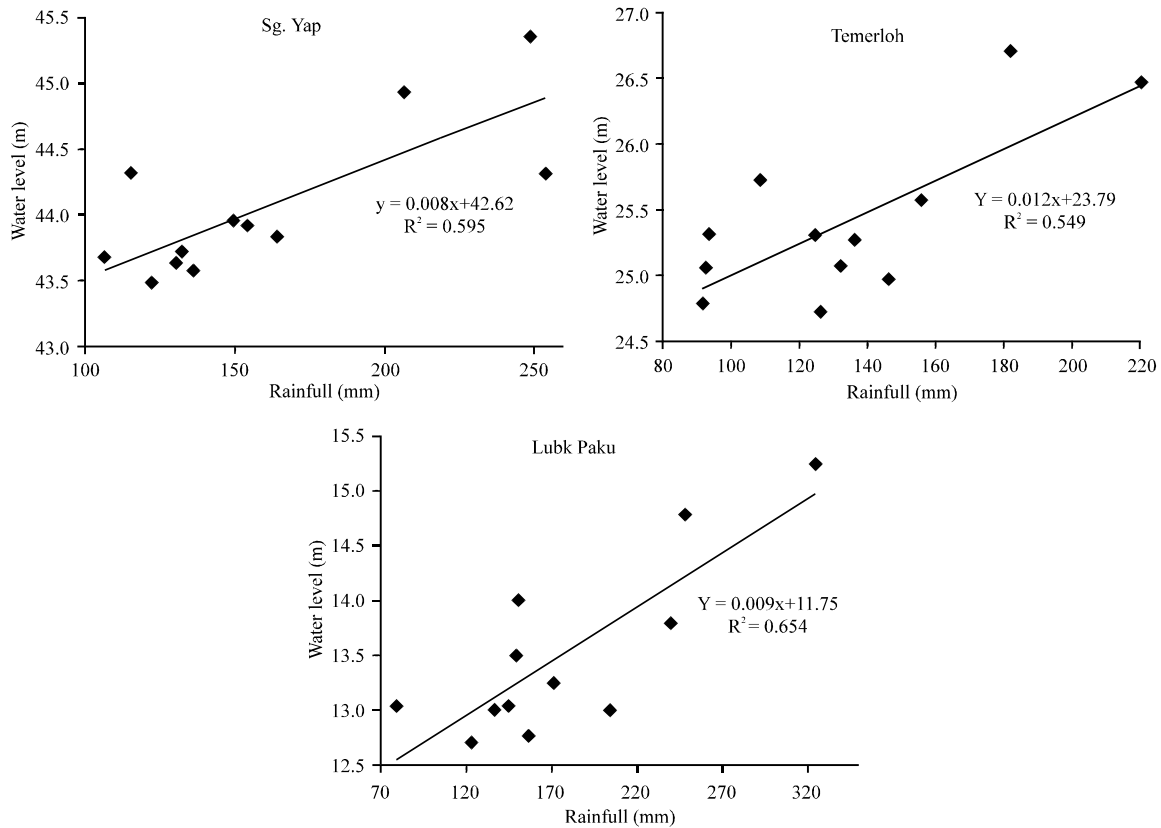 Sg. Yap
45.5
45.0
44.5
44.0
43.5
43.0
Water level (m)
y = 0.008x+42.62
R² = 0.595
100
150
200
250
Rainfull (mm)
Temerloh
27.0
26.5
26.0
25.5
25.0
24.5
Water level (m)
Y = 0.012x+23.79
R² = 0.549
80
100
120
140
160
180
200
220
Rainfull (mm)
Lubk Paku
15.5
15.0
14.5
14.0
13.5
13.0
12.5
Water level (m)
Y = 0.009x+11.75
R² = 0.654
70
120
170
220
270
320
Rainfull (mm)